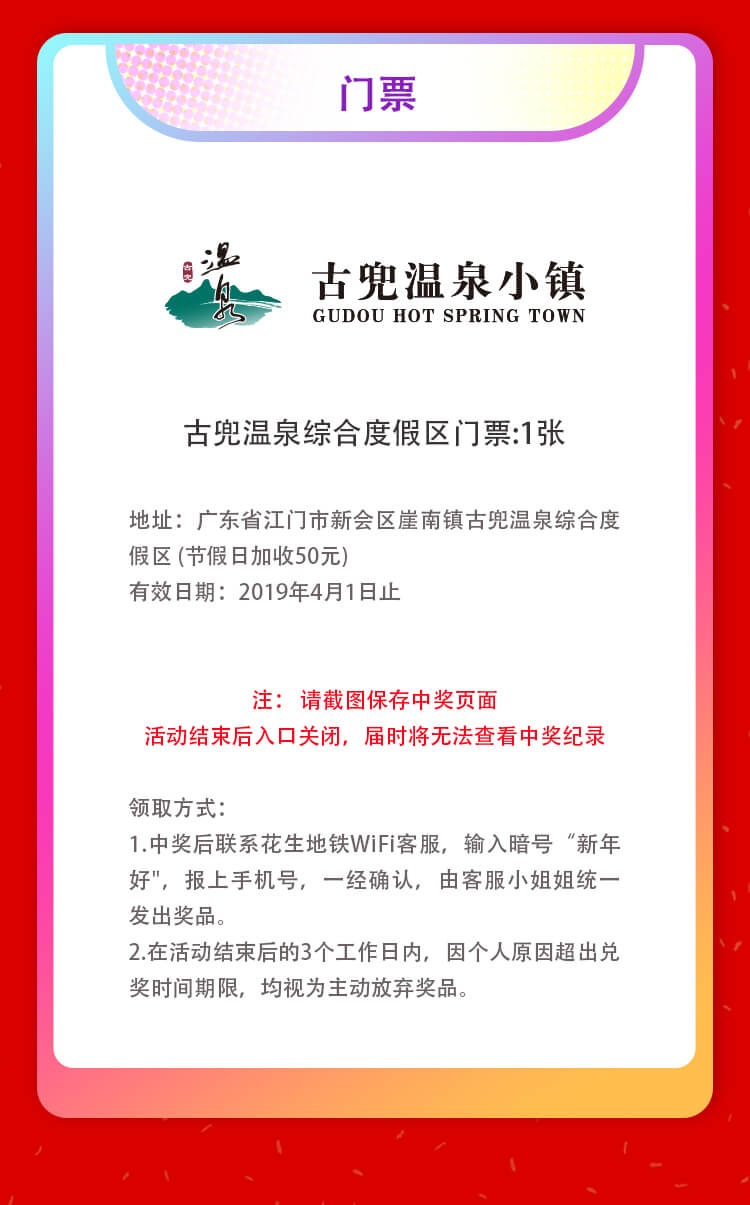 门票
古兜
温泉
古兜温泉小镇
GUDOU HOT SPRING TOWN
古兜温泉综合度假区门票:1张
地址：广东省江门市新会区崖南镇古兜温泉综合度
假区 (节假日加收50元)
有效日期：2019年4月1日止
注： 请截图保存中奖页面
活动结束后入口关闭，届时将无法查看中奖纪录
领取方式：
1.中奖后联系花生地铁WiFi客服，输入暗号〝新年
好"，报上手机号，一经确认，由客服小姐姐统一
发出奖品。
2.在活动结束后的3个工作日内，因个人原因超出兑
奖时间期限，均视为主动放弃奖品。